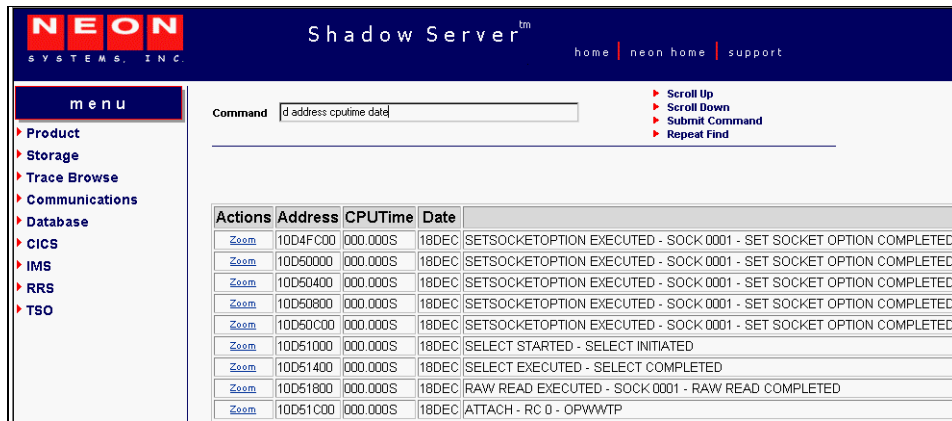 NEON
SYSTEMS, INC.
Shadow Server™
home | neon home | support
menu
Product
Storage
Trace Browse
Communications
Database
CICS
IMS
RRS
TSO
Command d address cputime date
Scroll Up
Scroll Down
Submit Command
Repeat Find
Actions Address CPUTime Date
Zoom 10D4FC00 000.000S 18DEC SETSOCKETOPTION EXECUTED - SOCK 0001 - SET SOCKET OPTION COMPLETED
Zoom 10D50000 000.000S 18DEC SETSOCKETOPTION EXECUTED - SOCK 0001 - SET SOCKET OPTION COMPLETED
Zoom 10D50400 000.000S 18DEC SETSOCKETOPTION EXECUTED - SOCK 0001 - SET SOCKET OPTION COMPLETED
Zoom 10D50800 000.000S 18DEC SETSOCKETOPTION EXECUTED - SOCK 0001 - SET SOCKET OPTION COMPLETED
Zoom 10D50C00 000.000S 18DEC SETSOCKETOPTION EXECUTED - SOCK 0001 - SET SOCKET OPTION COMPLETED
Zoom 10D51000 000.000S 18DEC SELECT STARTED - SELECT INITIATED
Zoom 10D51400 000.000S 18DEC SELECT EXECUTED - SELECT COMPLETED
Zoom 10D51800 000.000S 18DEC RAW READ EXECUTED - SOCK 0001 - RAW READ COMPLETED
Zoom 10D51C00 000.000S 18DEC ATTACH - RC 0 - OPWWTP